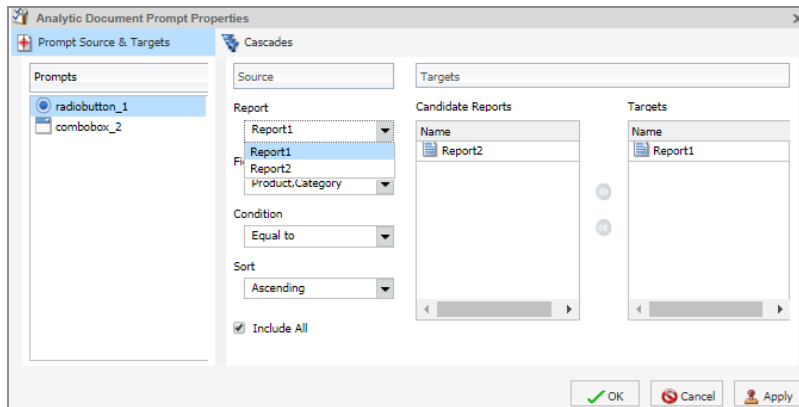 Analytic Document Prompt Properties
Prompt Source & Targets
Cascades
Prompts
radiobutton_1
combobox_2
Source
Report
Report1
Report1
Report2
Product,Category
Condition
Equal to
Sort
Ascending
Include All
Targets
Candidate Reports
Name
Report2
Targets
Name
Report1
OK
Cancel
Apply